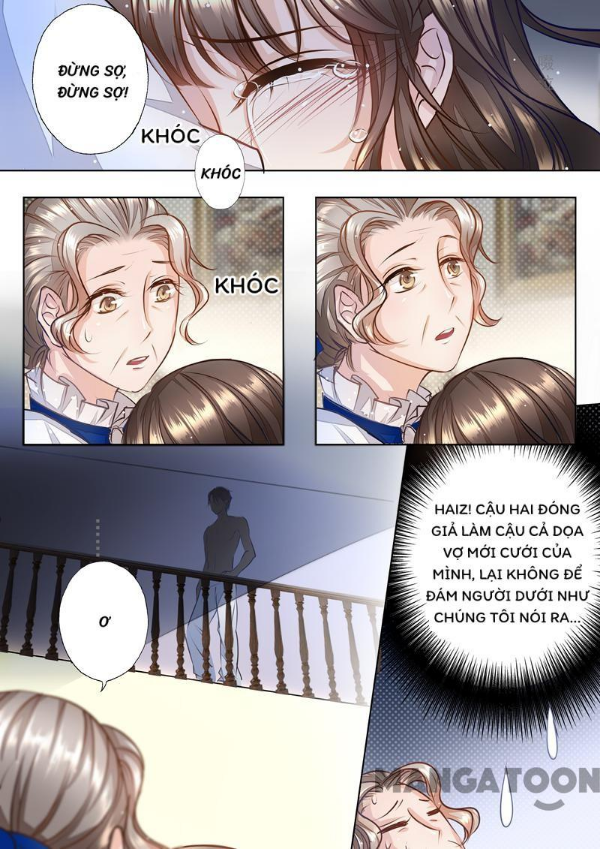 ĐỪNG SỢ,
ĐỪNG SỢ!
KHÓC
KHÓC
KHÓC
HAIZ! CẬU HAI ĐÓNG
GIẢ LÀM CẬU CẢ DỌA
VỢ MỚI CƯỚI CỦA
MÌNH, LẠI KHÔNG ĐỂ
ĐÁM NGƯỜI DƯỚI NHƯ
CHÚNG TÔI NÓI RA...
Ơ
MANGATOON